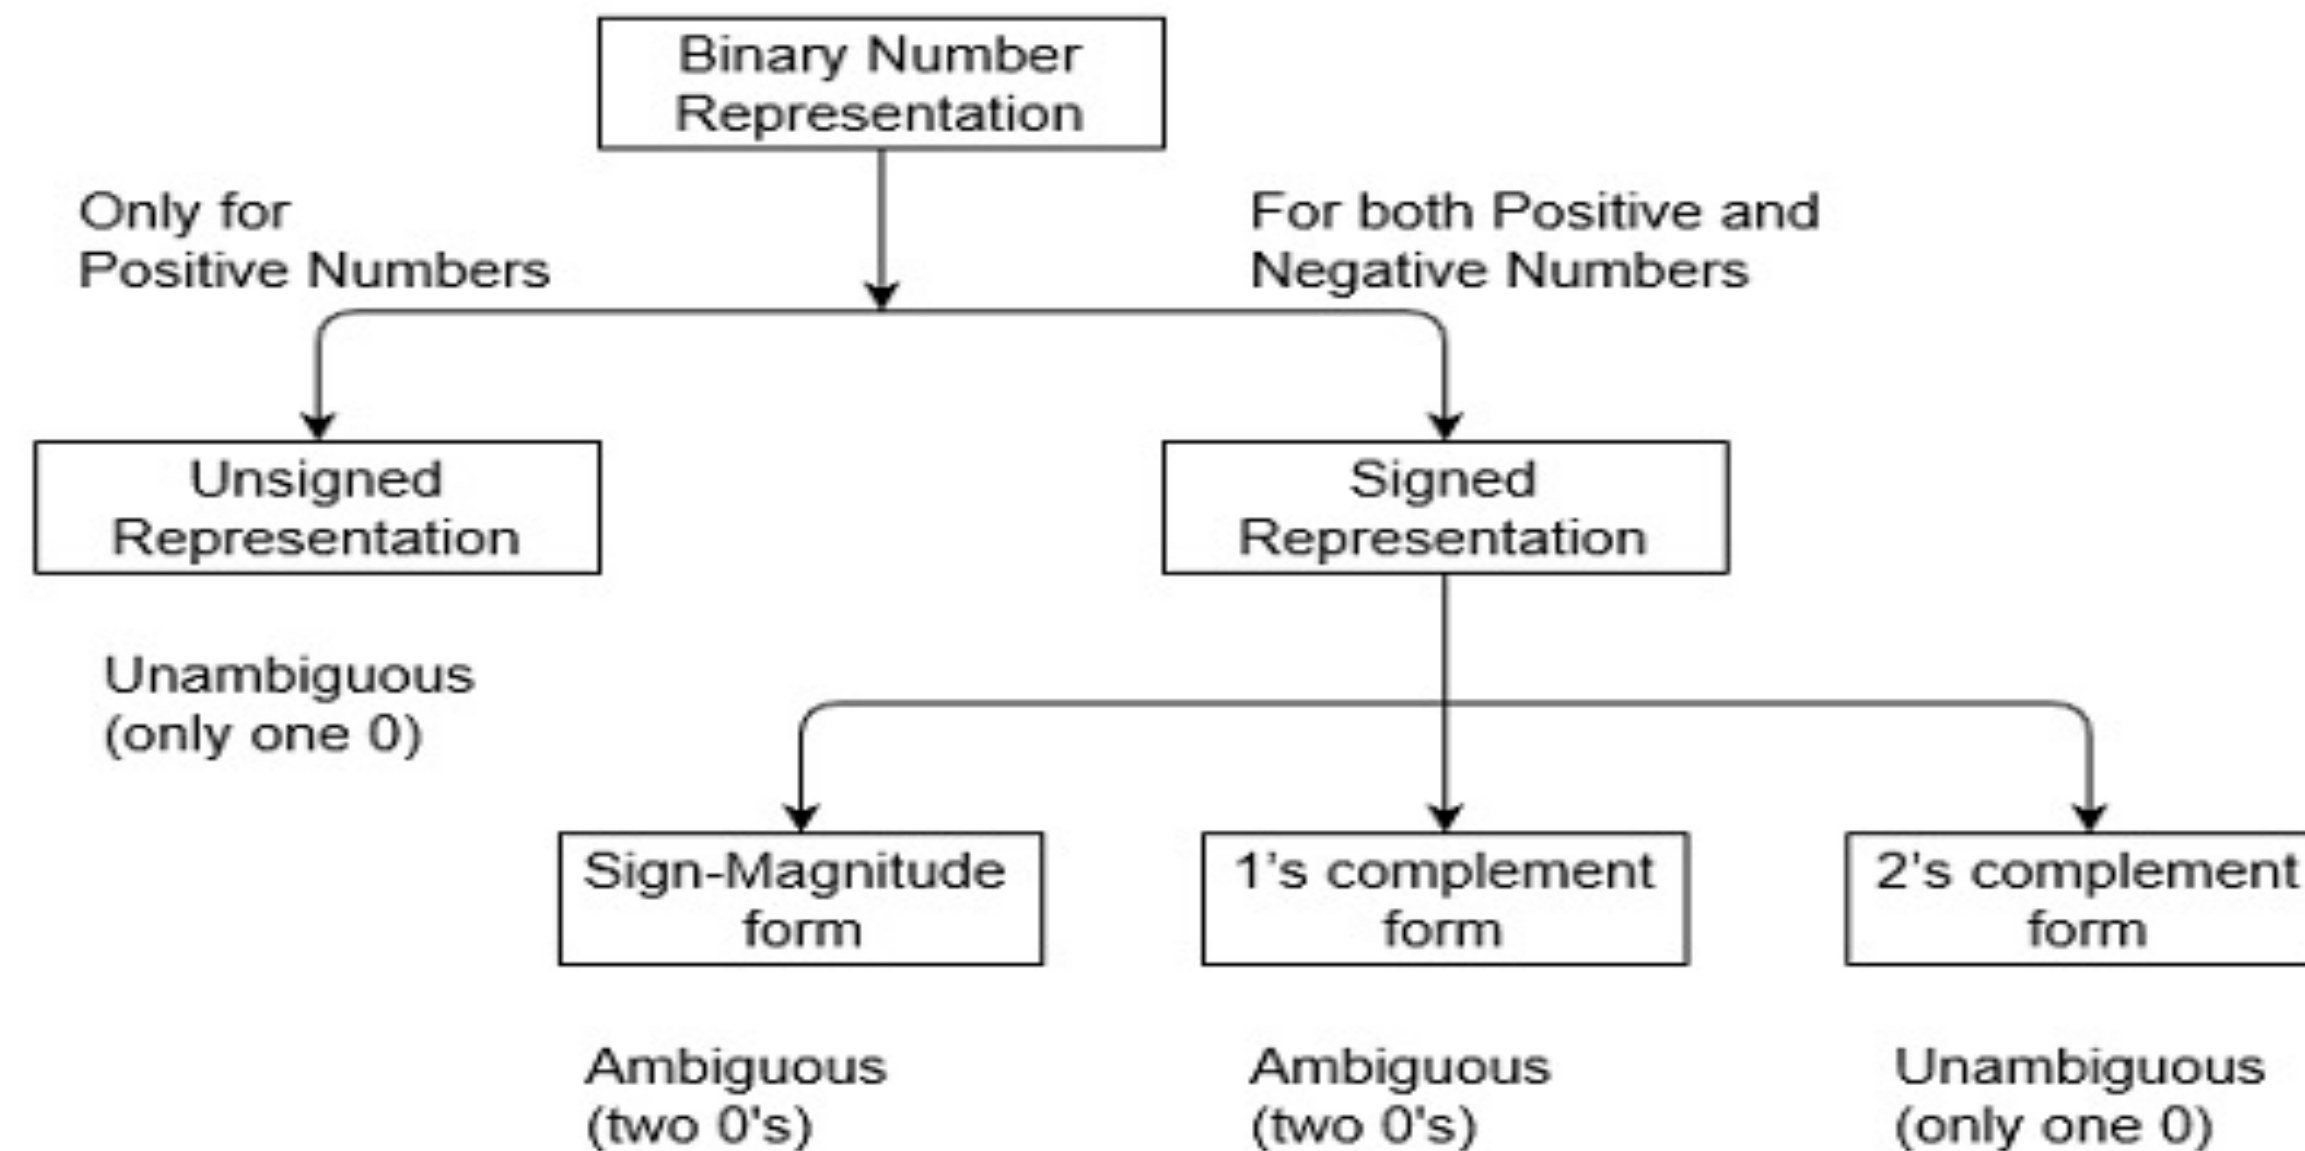 Binary Number
Representation
Only for
Positive Numbers
For both Positive and
Negative Numbers
Unsigned
Representation
Signed
Representation
Unambiguous
(only one 0)
Sign-Magnitude
form
1's complement
form
2's complement
form
Ambiguous
(two 0's)
Ambiguous
(two 0's)
Unambiguous
(only one 0)